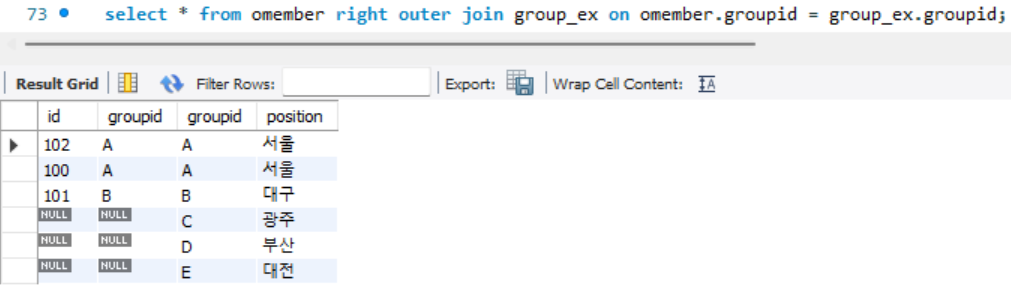 73 select * from omember right outer join group_ex on omember.groupid = group_ex.groupid;
Result Grid Filter Rows: Export: Wrap Cell Content: IA
id groupid groupid position
102 A A 서울
100 A A 서울
101 B B 대구
NULL NULL C 광주
NULL NULL D 부산
NULL NULL E 대전